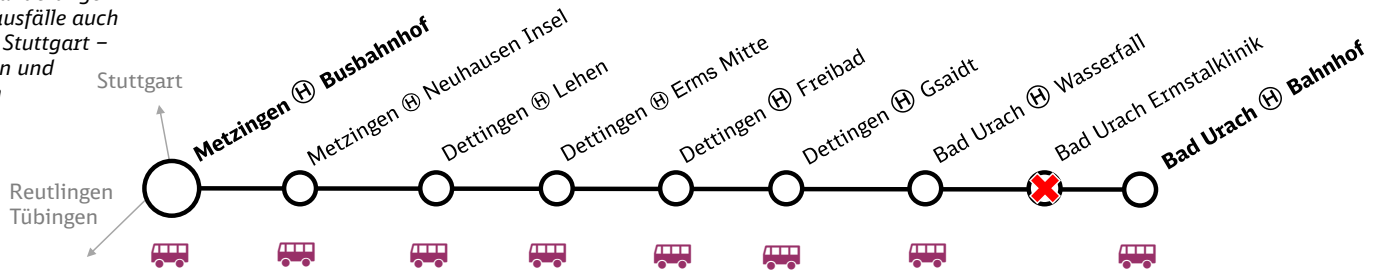 ausfälle auch
Stuttgart –
n und
Stuttgart
Reutlingen
Tübingen
Metzingen Ⓗ Busbahnhof
Metzingen Ⓗ Neuhausen Insel
Dettingen Ⓗ Lehen
Dettingen Ⓗ Erms Mitte
Dettingen Ⓗ Freibad
Dettingen Ⓗ Gsaidt
Bad Urach Ⓗ Wasserfall
Bad Urach Ermstalklinik
Bad Urach Ⓗ Bahnhof